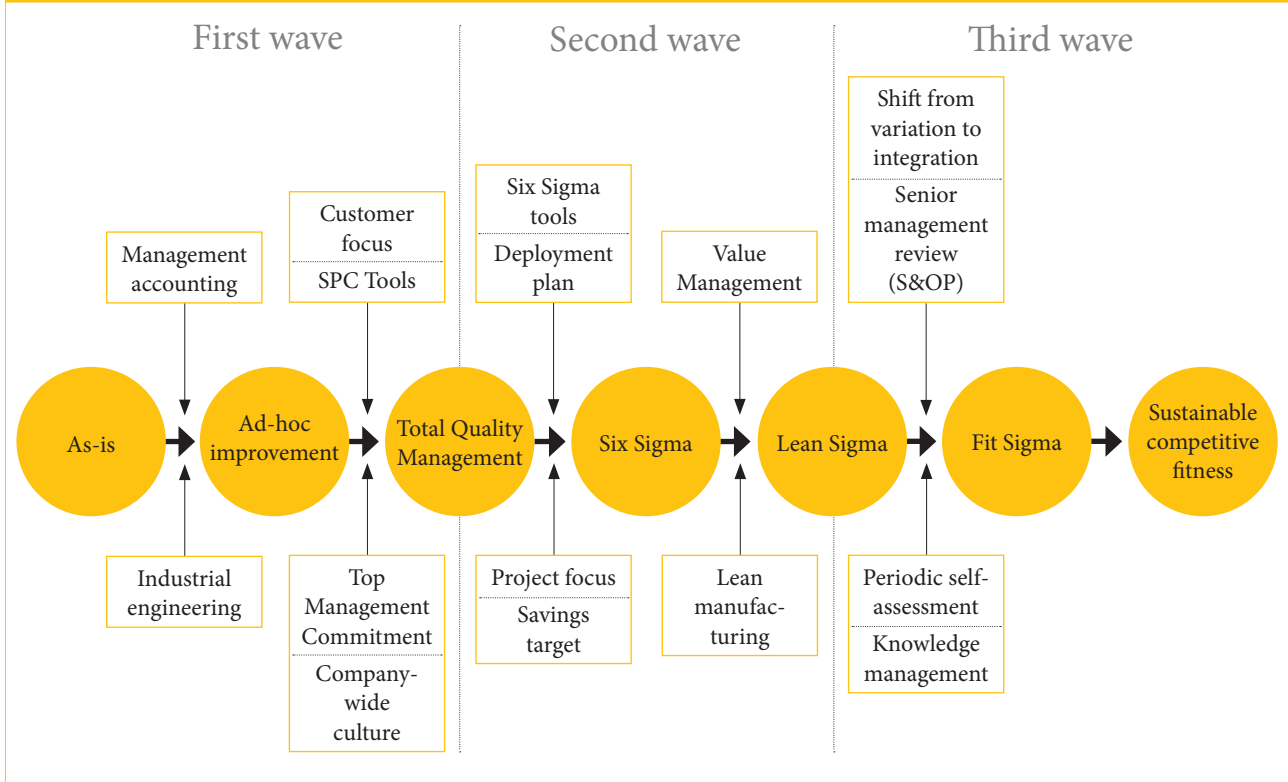 First wave
Second wave
Third wave
Management
accounting
Customer
focus
SPC Tools
Six Sigma
tools
Deployment
plan
Value
Management
Shift from
variation to
integration
Senior
management
review
(S&OP)
As-is
Ad-hoc
improvement
Total Quality
Management
Six Sigma
Lean Sigma
Fit Sigma
Sustainable
competitive
fitness
Industrial
engineering
Top
Management
Commitment
Company-
wide
culture
Project focus
Savings
target
Lean
manufac-
turing
Periodic self-
assessment
Knowledge
management